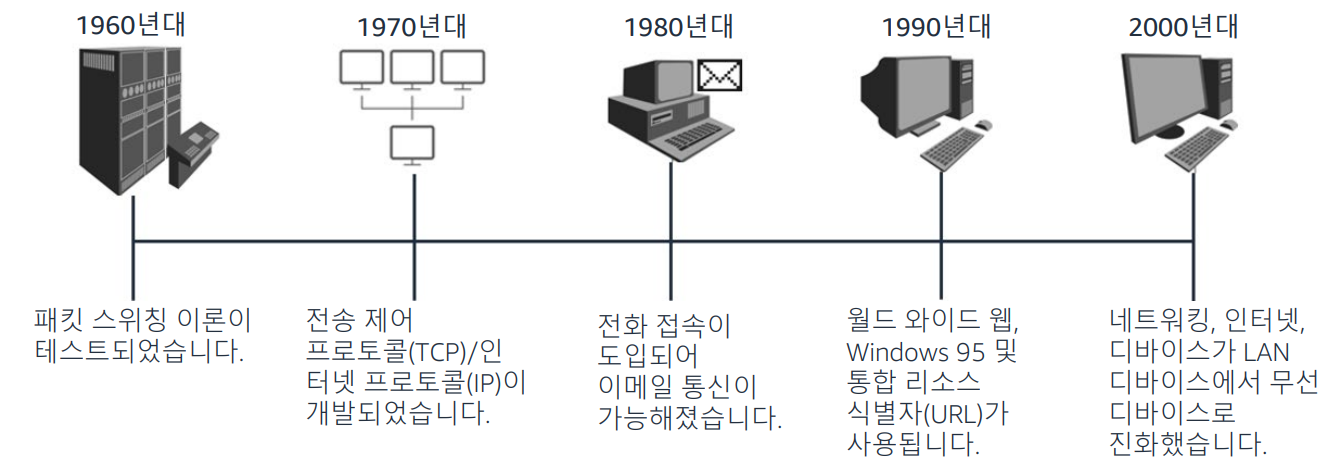 1960년대
1970년대
1980년대
1990년대
2000년대
패킷 스위칭 이론이
테스트되었습니다.
전송 제어
프로토콜(TCP)/인
터넷 프로토콜(IP)이
개발되었습니다.
전화 접속이
도입되어
이메일 통신이
가능해졌습니다.
월드 와이드 웹,
Windows 95 및
통합 리소스
식별자(URL)가
사용됩니다.
네트워킹, 인터넷,
디바이스가 LAN
디바이스에서 무선
디바이스로
진화했습니다.